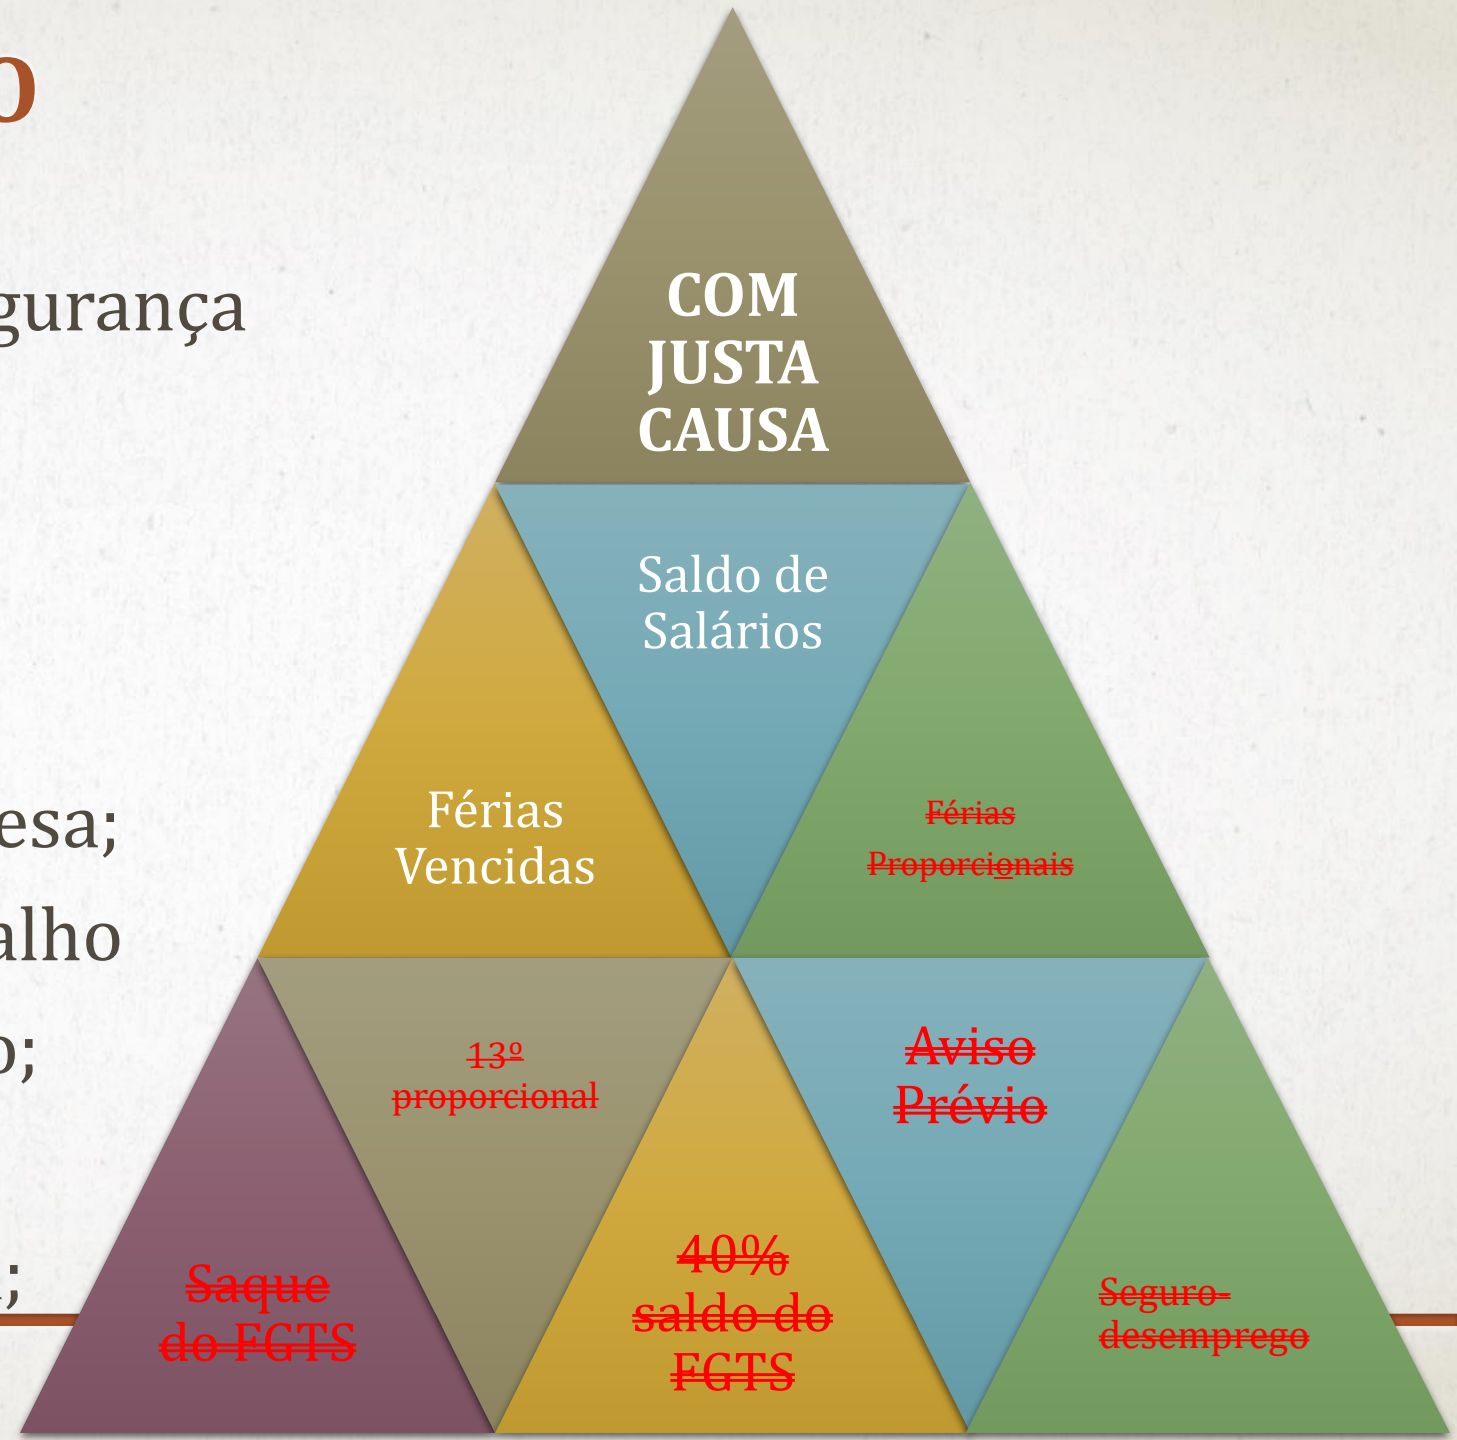 O
gurança
esa;
alho
o;
;
COM
JUSTA
CAUSA
Saldo de
Salários
Férias
Vencidas
Férias
Proporcionais
13º
proporcional
Aviso
Prévio
Saque
do FGTS
40%
saldo do
FGTS
Seguro-
desemprego